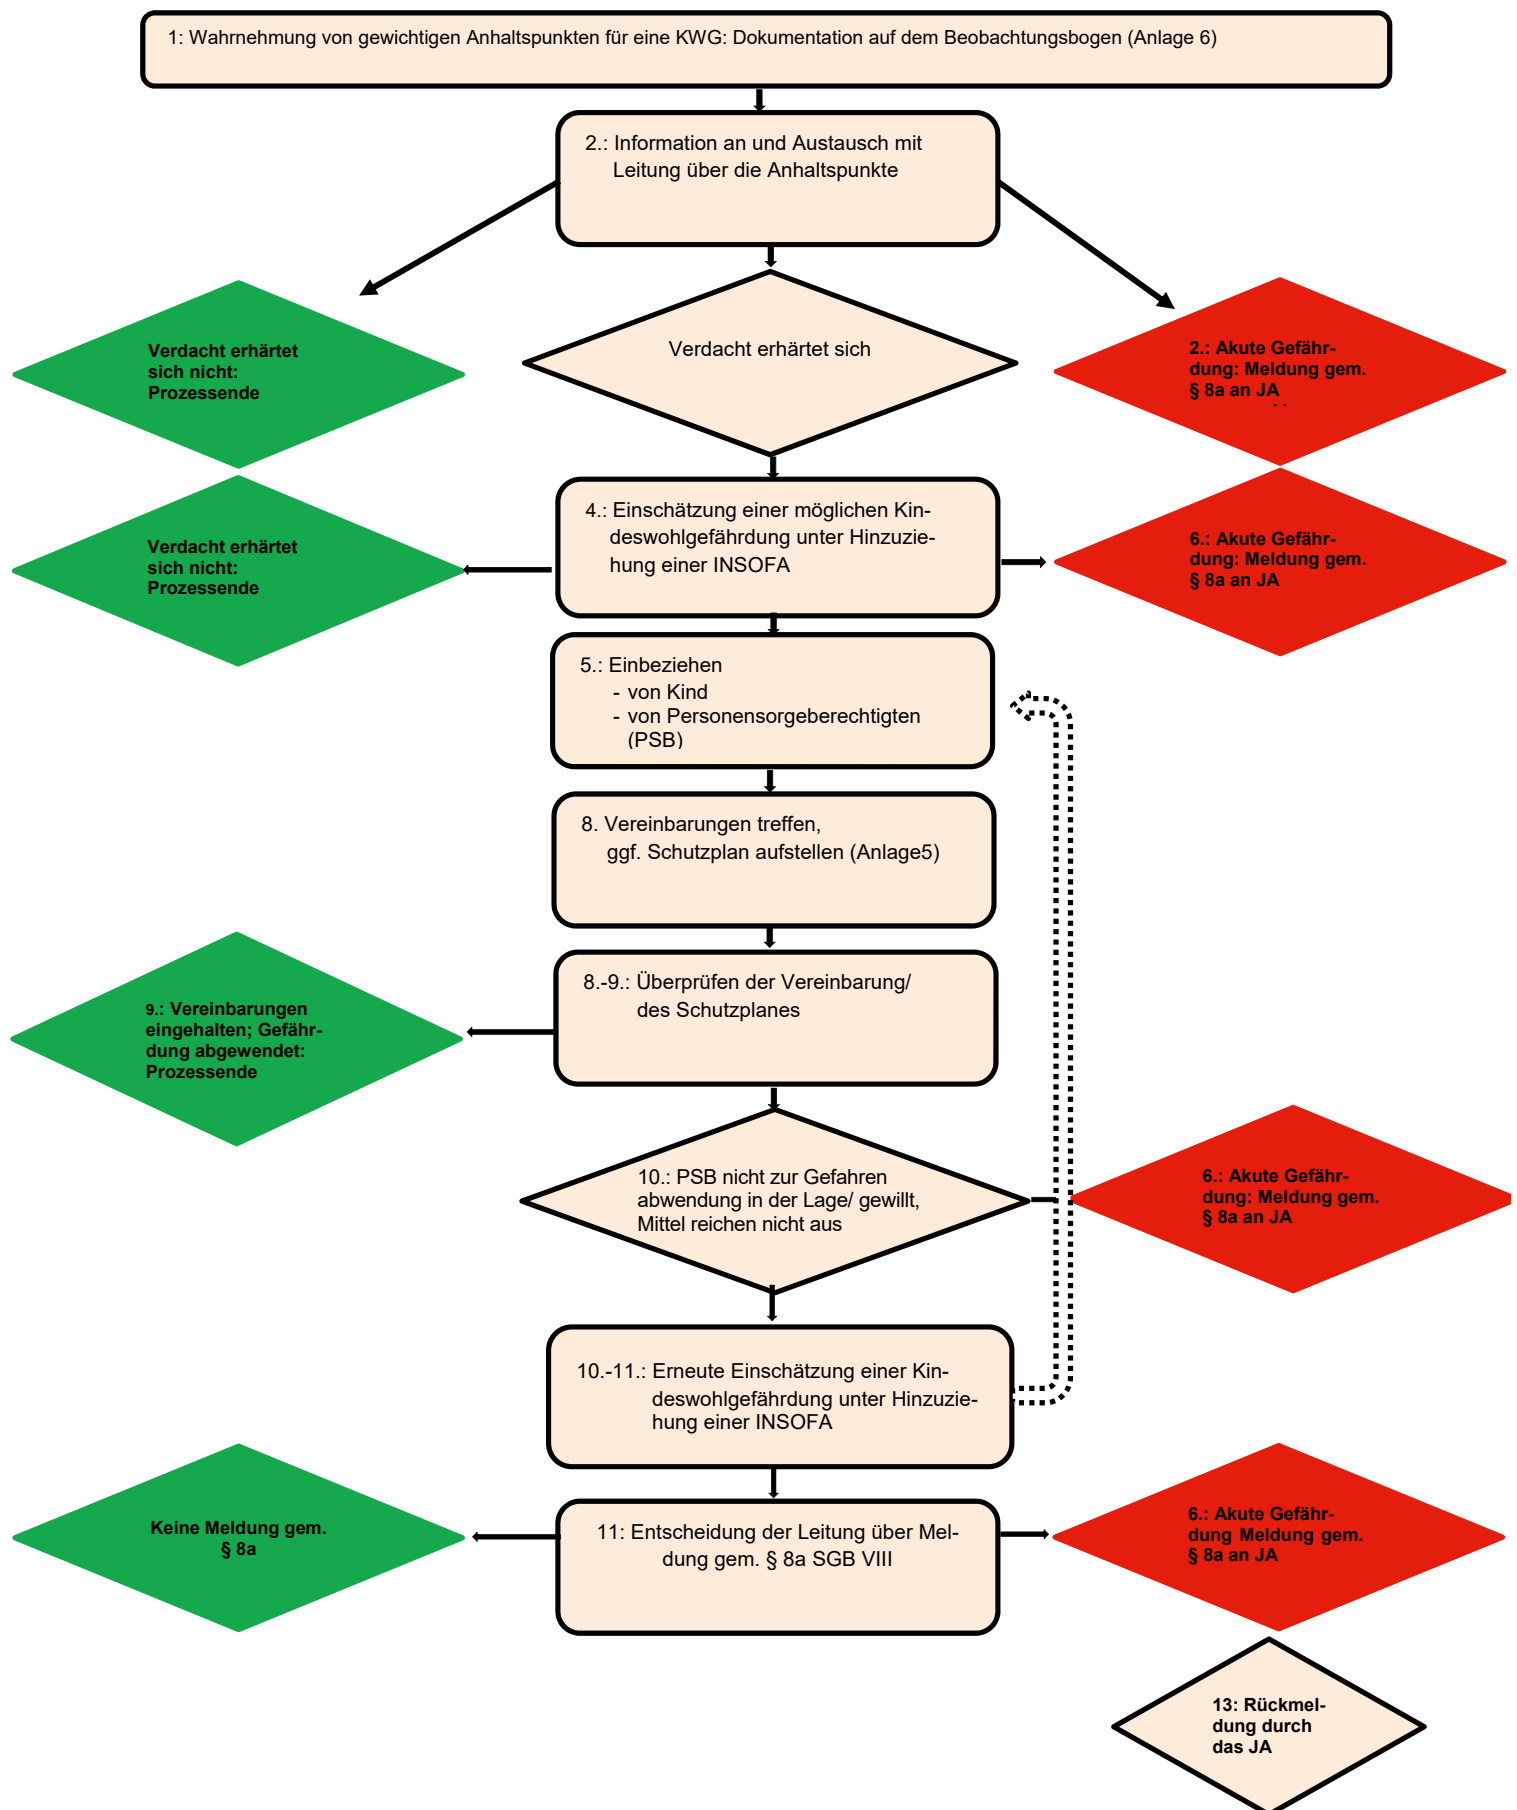 1: Wahrnehmung von gewichtigen Anhaltspunkten für eine KWG: Dokumentation auf dem Beobachtungsbogen (Anlage 6)
2.: Information an und Austausch mit
Leitung über die Anhaltspunkte
Verdacht erhärtet
sich nicht:
Prozessende
Verdacht erhärtet sich
2.: Akute Gefähr-
dung: Meldung gem.
§ 8a an JA
Verdacht erhärtet
sich nicht:
Prozessende
4.: Einschätzung einer möglichen Kin-
deswohlgefährdung unter Hinzuzie-
hung einer INSOFA
6.: Akute Gefähr-
dung: Meldung gem.
§ 8a an JA
5.: Einbeziehen
- von Kind
- von Personensorgeberechtigten
(PSB)
8. Vereinbarungen treffen,
ggf. Schutzplan aufstellen (Anlage5)
8.-9.: Überprüfen der Vereinbarung/
des Schutzplanes
9.: Vereinbarungen
eingehalten; Gefähr-
dung abgewendet:
Prozessende
10.: PSB nicht zur Gefahren
abwendung in der Lage/ gewillt,
Mittel reichen nicht aus
6.: Akute Gefähr-
dung: Meldung gem.
§ 8a an JA
10.-11.: Erneute Einschätzung einer Kin-
deswohlgefährdung unter Hinzuzie-
hung einer INSOFA
Keine Meldung gem.
§ 8a
11: Entscheidung der Leitung über Mel-
dung gem. § 8a SGB VIII
6.: Akute Gefähr-
dung Meldung gem.
§ 8a an JA
13: Rückmel-
dung durch
das JA